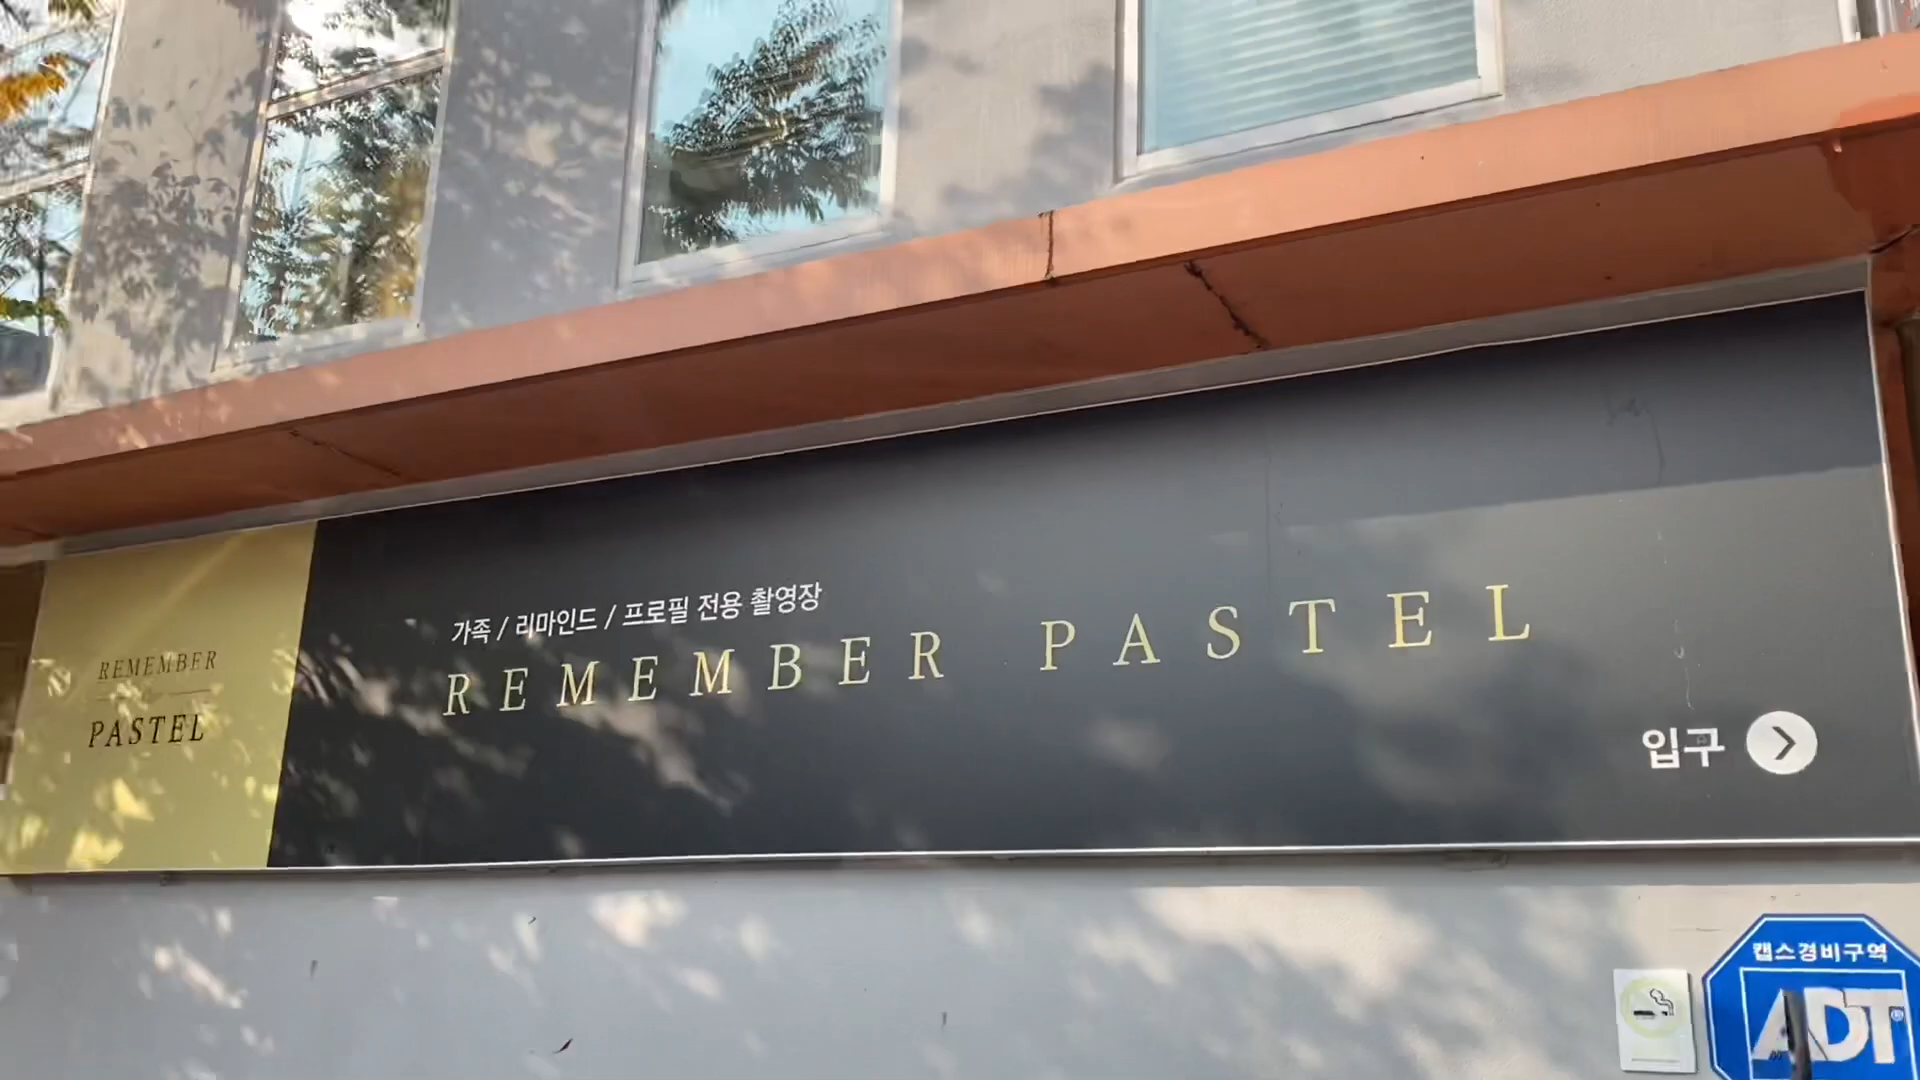 REMEMBER
PASTEL
가족 / 리마인드 / 프로필 전용 촬영장
REMEMBER PASTEL
입구
캡스경비구역
ADT